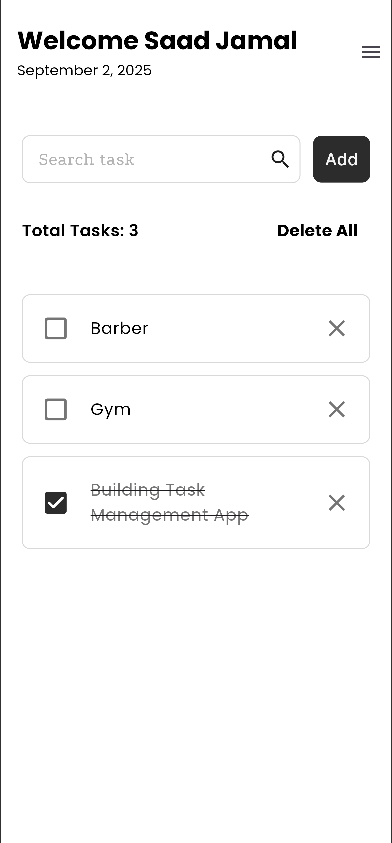 Welcome Saad Jamal
September 2, 2025
Search task
Add
Total Tasks: 3
Delete All
Barber
Gym
Building Task
Management App